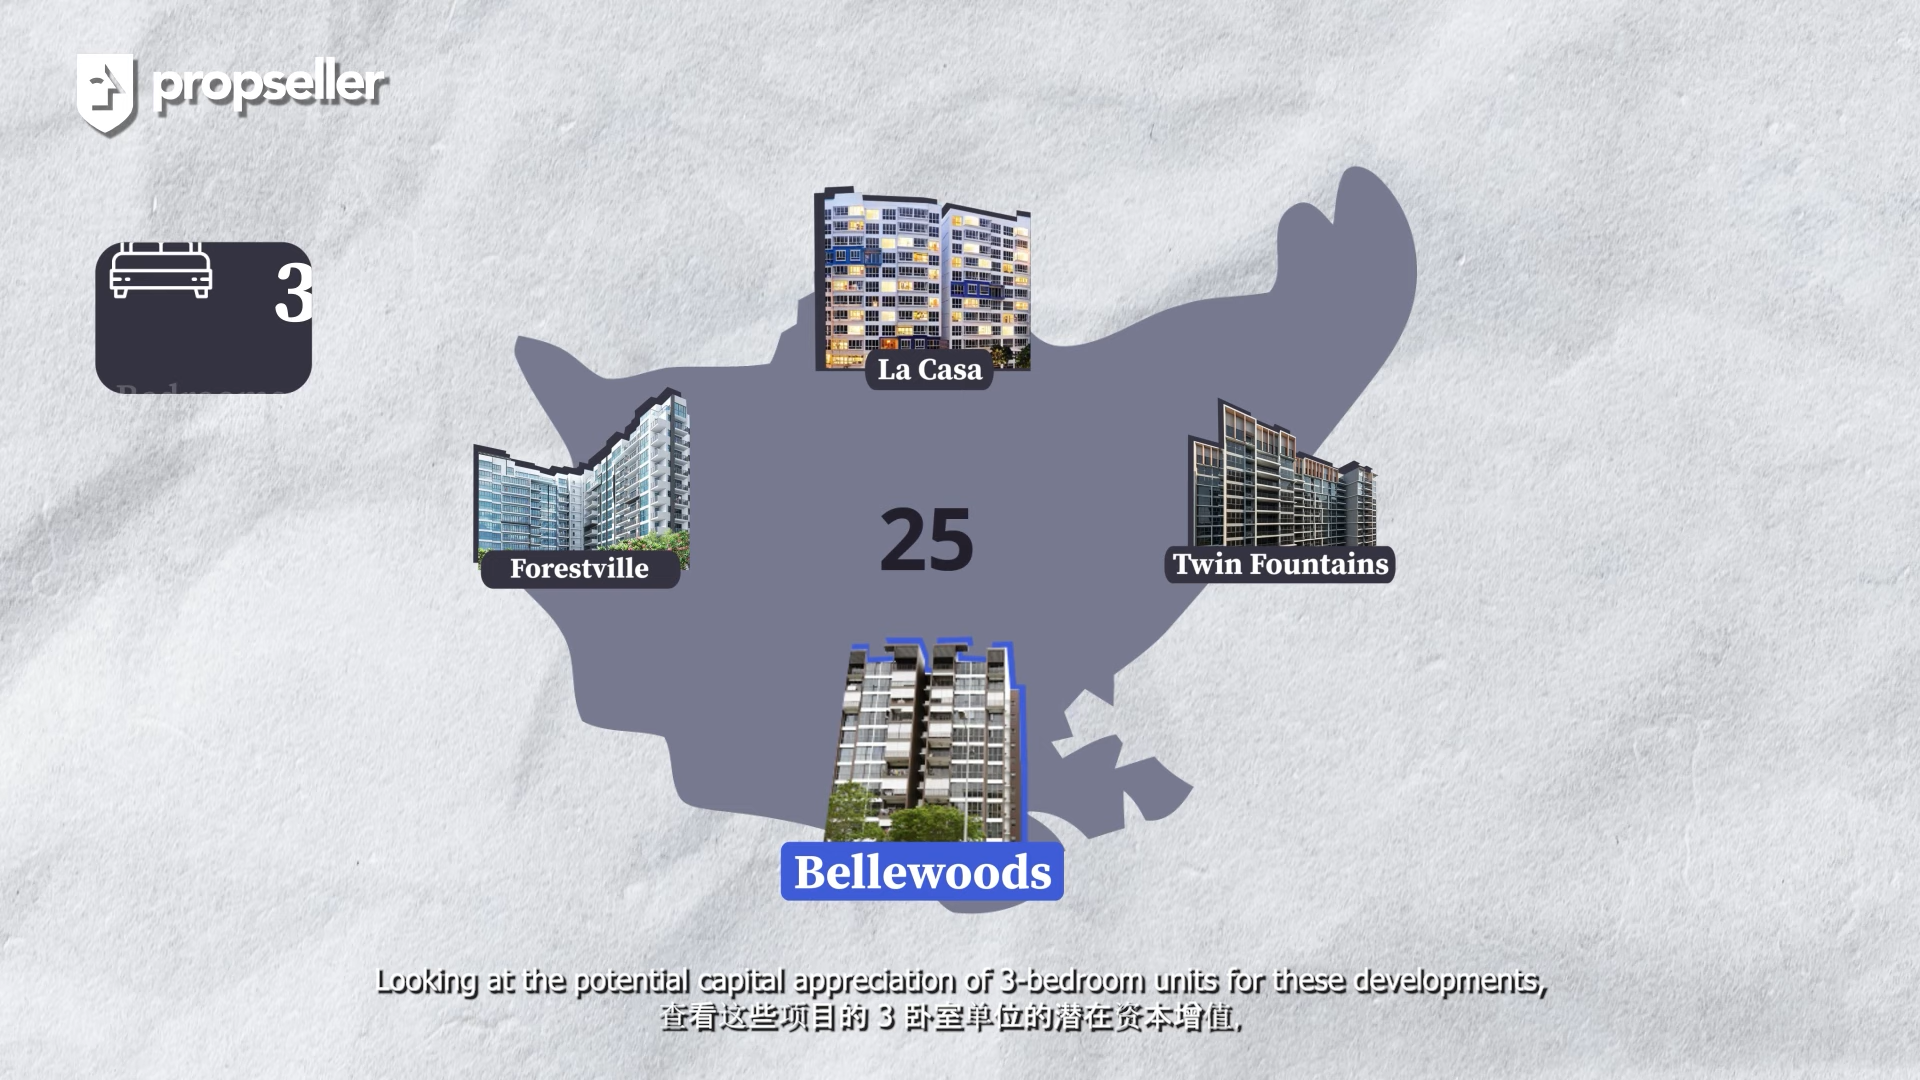 propseller
3
Bedrooms
La Casa
Forestville
25
Twin Fountains
Bellewoods
Looking at the potential capital appreciation of 3-bedroom units for these developments,
查看这些项目的 3 卧室单位的潜在资本增值,